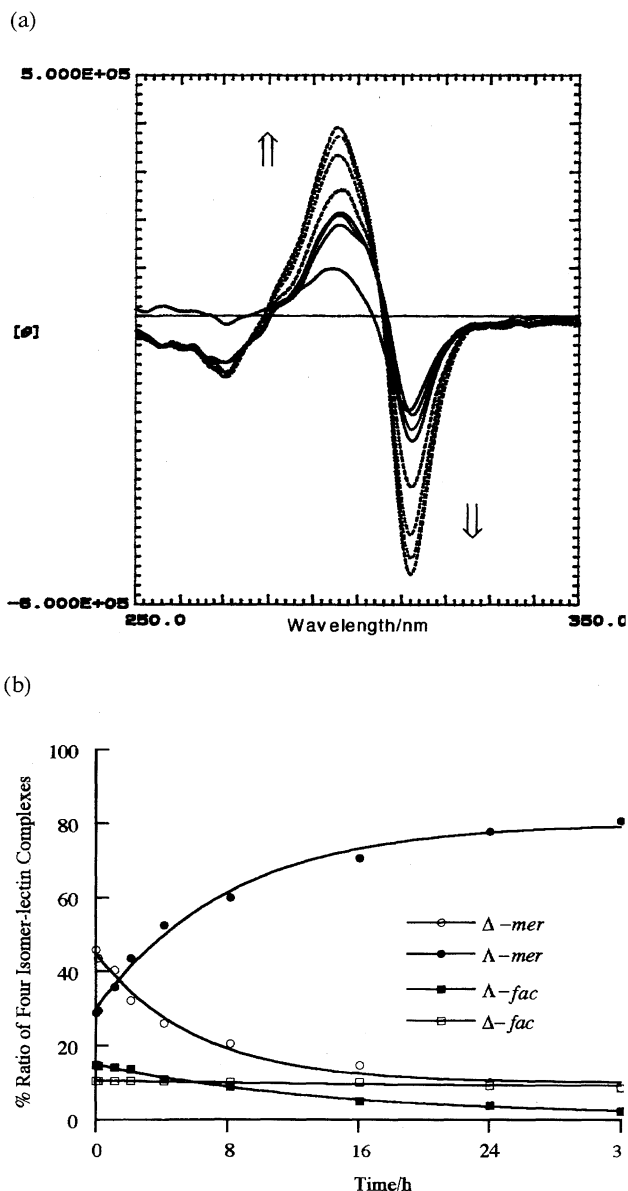 (a)
5.000E+05
[θ]
-6.000E+05
250.0
Wavelength/nm
350.0
(b)
% Ratio of Four Isomer-lectin Complexes
100
80
60
40
20
0
Δ-mer
Λ-mer
Λ-fac
Δ-fac
0
8
16
24
3
Time/h